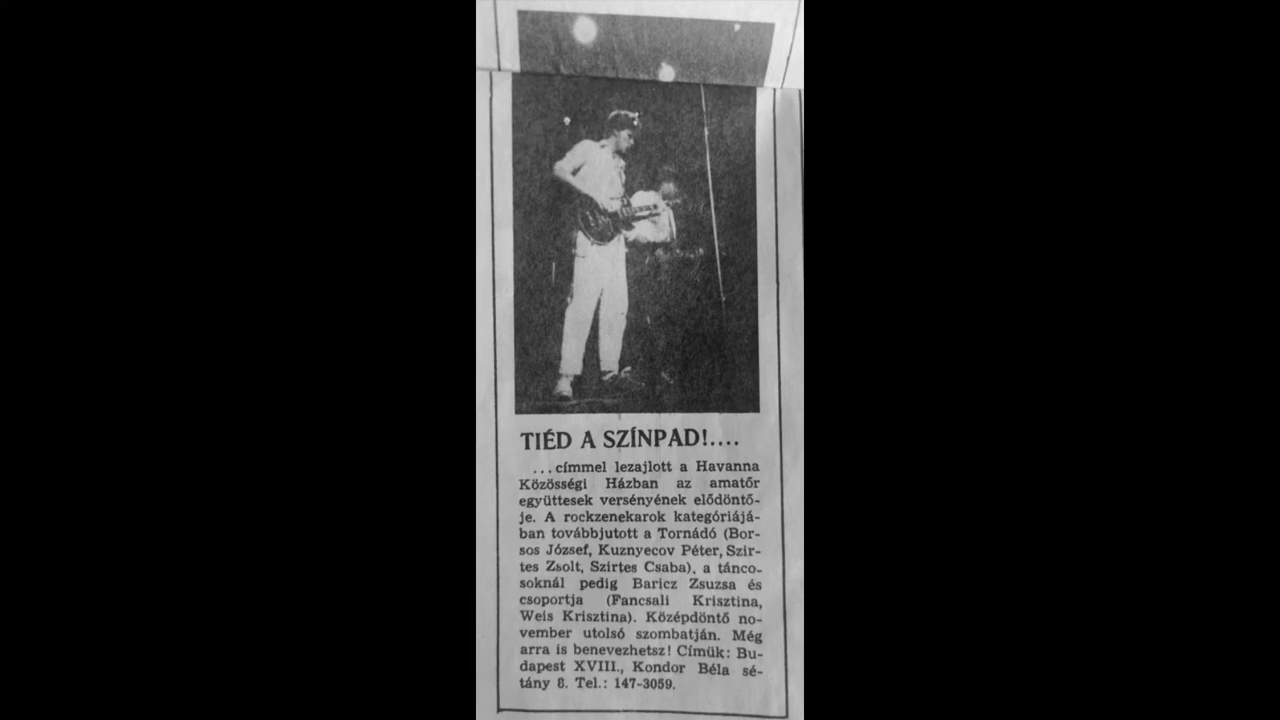 TIÉD A SZÍNPAD!....
...címmel lezajlott a Havanna
Közösségi Házban az amatőr
együttesek versényének elődöntő-
je. A rockzenekarok kategóriájá-
ban továbbjutott a Tornádó (Bor-
sos József, Kuznyecov Péter, Szir-
tes Zsolt, Szirtes Csaba), a tánco-
soknál pedig Baricz Zsuzsa és
csoportja (Fancsali Krisztina,
Weis Krisztina). Középdöntő no-
vember utolsó szombatján. Még
arra is benevezhetsz! Címük: Bu-
dapest XVIII., Kondor Béla sé-
tány 8. Tel.: 147-3059.